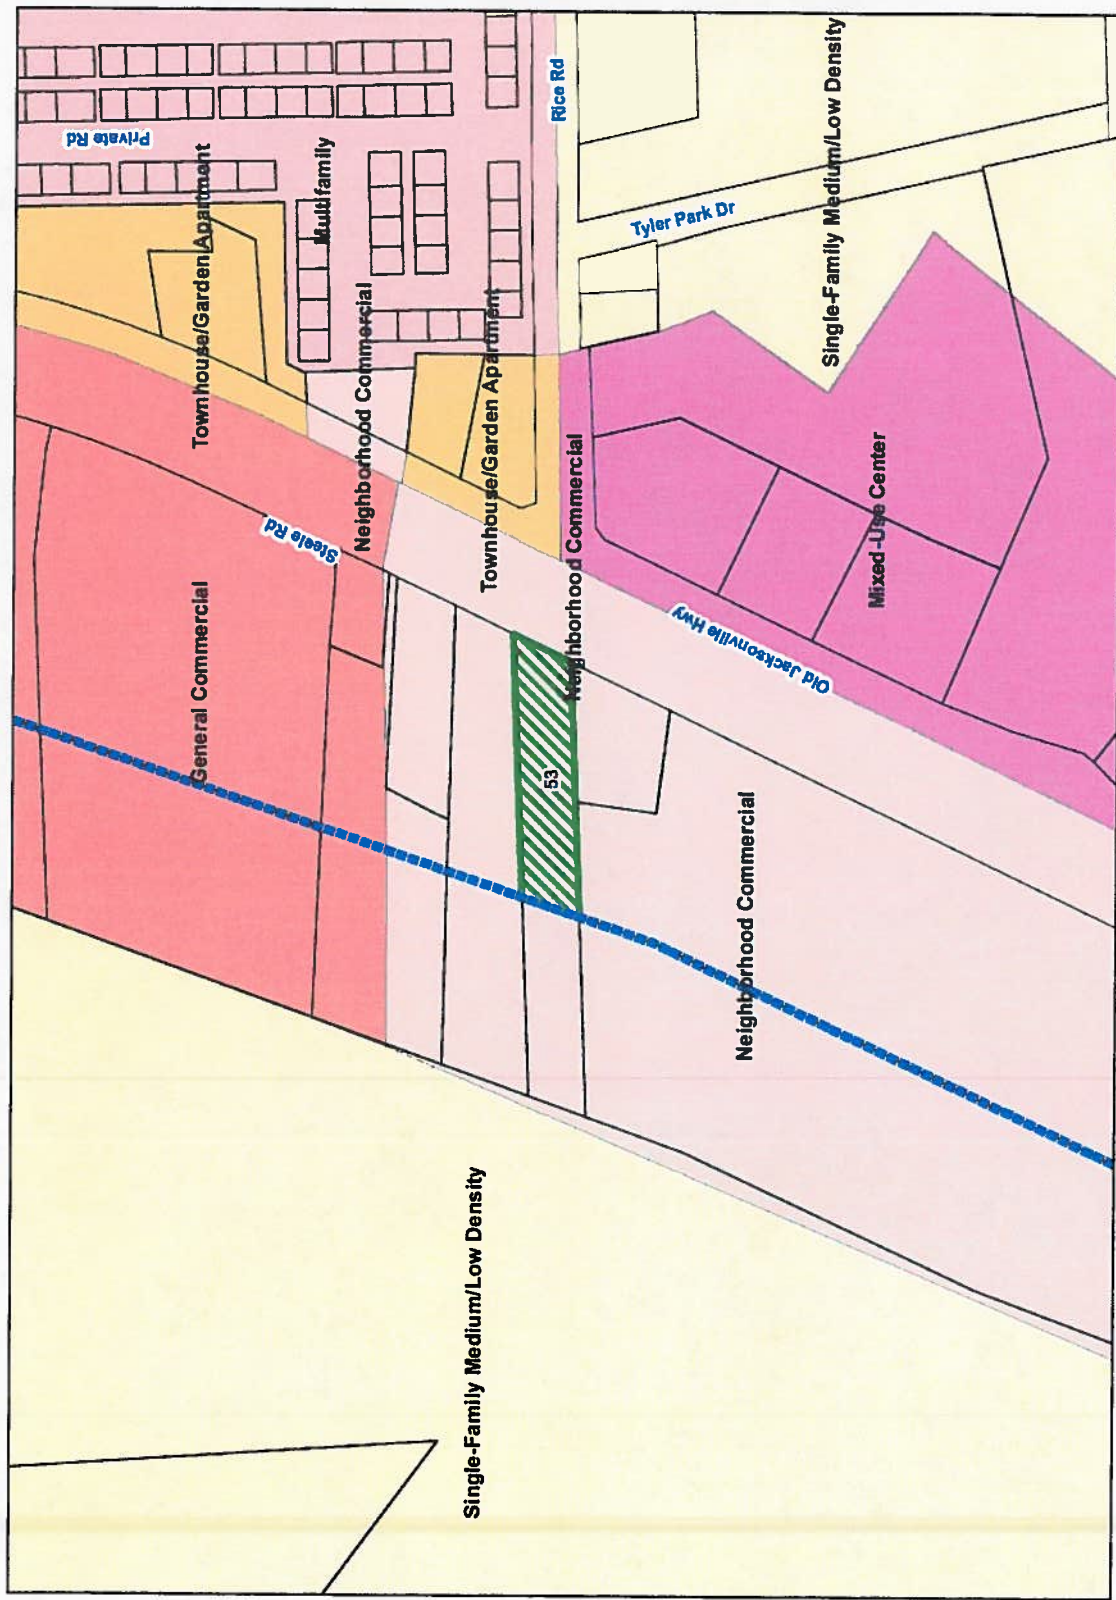 Private Rd
Rice Rd
Single-Family Medium/Low Density
Townhouse/Garden Apartment
Multifamily
Tyler Park Dr
Neighborhood Commercial
Townhouse/Garden Apartment
Neighborhood Commercial
Mixed-Use Center
Steele Rd
General Commercial
Old Jacksonville Hwy
53
Neighborhood Commercial
Single-Family Medium/Low Density